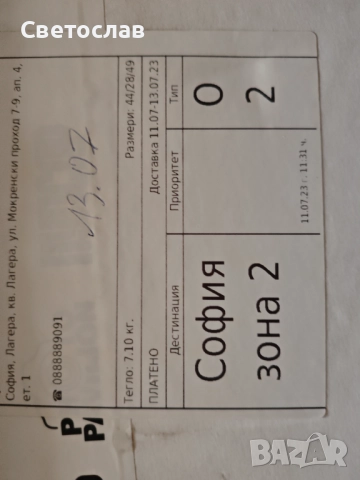 Светослав
София, Лагера, кв. Лагера, ул. Мокренски проход 7-9, ап. 4,
ет. 1
☎ 0888889091
13.07
Тегло: 7.10 кг. Размери: 44/28/49
ПЛАТЕНО Доставка 11.07-13.07.23
Дестинация Приоритет Тип
София О
зона 2 2
11.07.23 г. 11.31 ч.
BAZAR